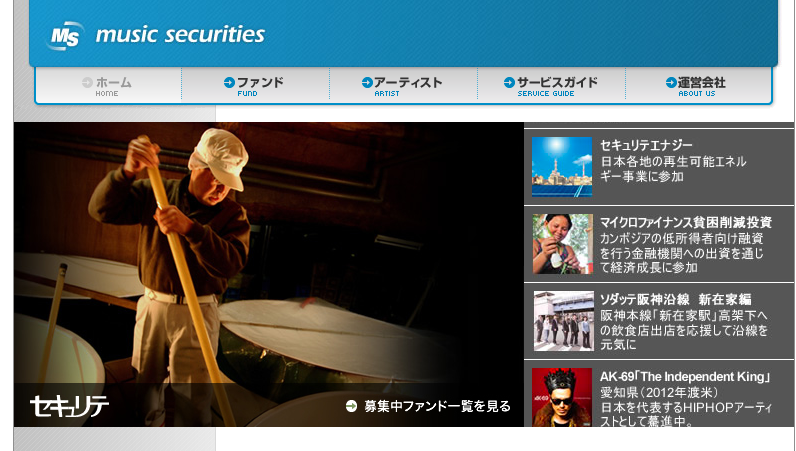 MS music securities
ホーム
HOME
ファンド
FUND
アーティスト
ARTIST
サービスガイド
SERVICE GUIDE
運営会社
ABOUT US
セキュリテ
募集中ファンド一覧を見る
セキュリテエナジー
日本各地の再生可能エネル
ギー事業に参加
マイクロファイナンス貧困削減投資
カンボジアの低所得者向け融資
を行う金融機関への出資を通じ
て経済成長に参加
ソダッテ阪神沿線 新在家編
阪神本線「新在家駅」高架下へ
の飲食店出店を応援して沿線を
元気に
AK-69
AK-69「The Independent King」
愛知県（2012年渡米）
日本を代表するHIPHOPアーティ
ストとして驀進中。